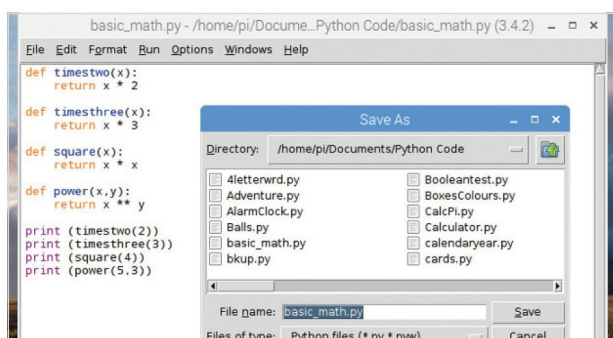 basic_math.py - /home/pi/Docume...Python Code/basic_math.py (3.4.2)
File Edit Format Run Options Windows Help
def timestwo(x):
    return x * 2
def timesthree(x):
    return x * 3
def square(x):
    return x * x
def power(x,y):
    return x ** y
print (timestwo(2))
print (timesthree(3))
print (square(4))
print (power(5,3))
Save As
Directory: /home/pi/Documents/Python Code
4letterwrd.py Booleantest.py
Adventure.py BoxesColours.py
AlarmClock.py CalcPi.py
Balls.py Calculator.py
basic_math.py calendaryear.py
bkup.py cards.py
File name: basic_math.py Save
Files of type: Python files (*.py,*.pyw) Cancel